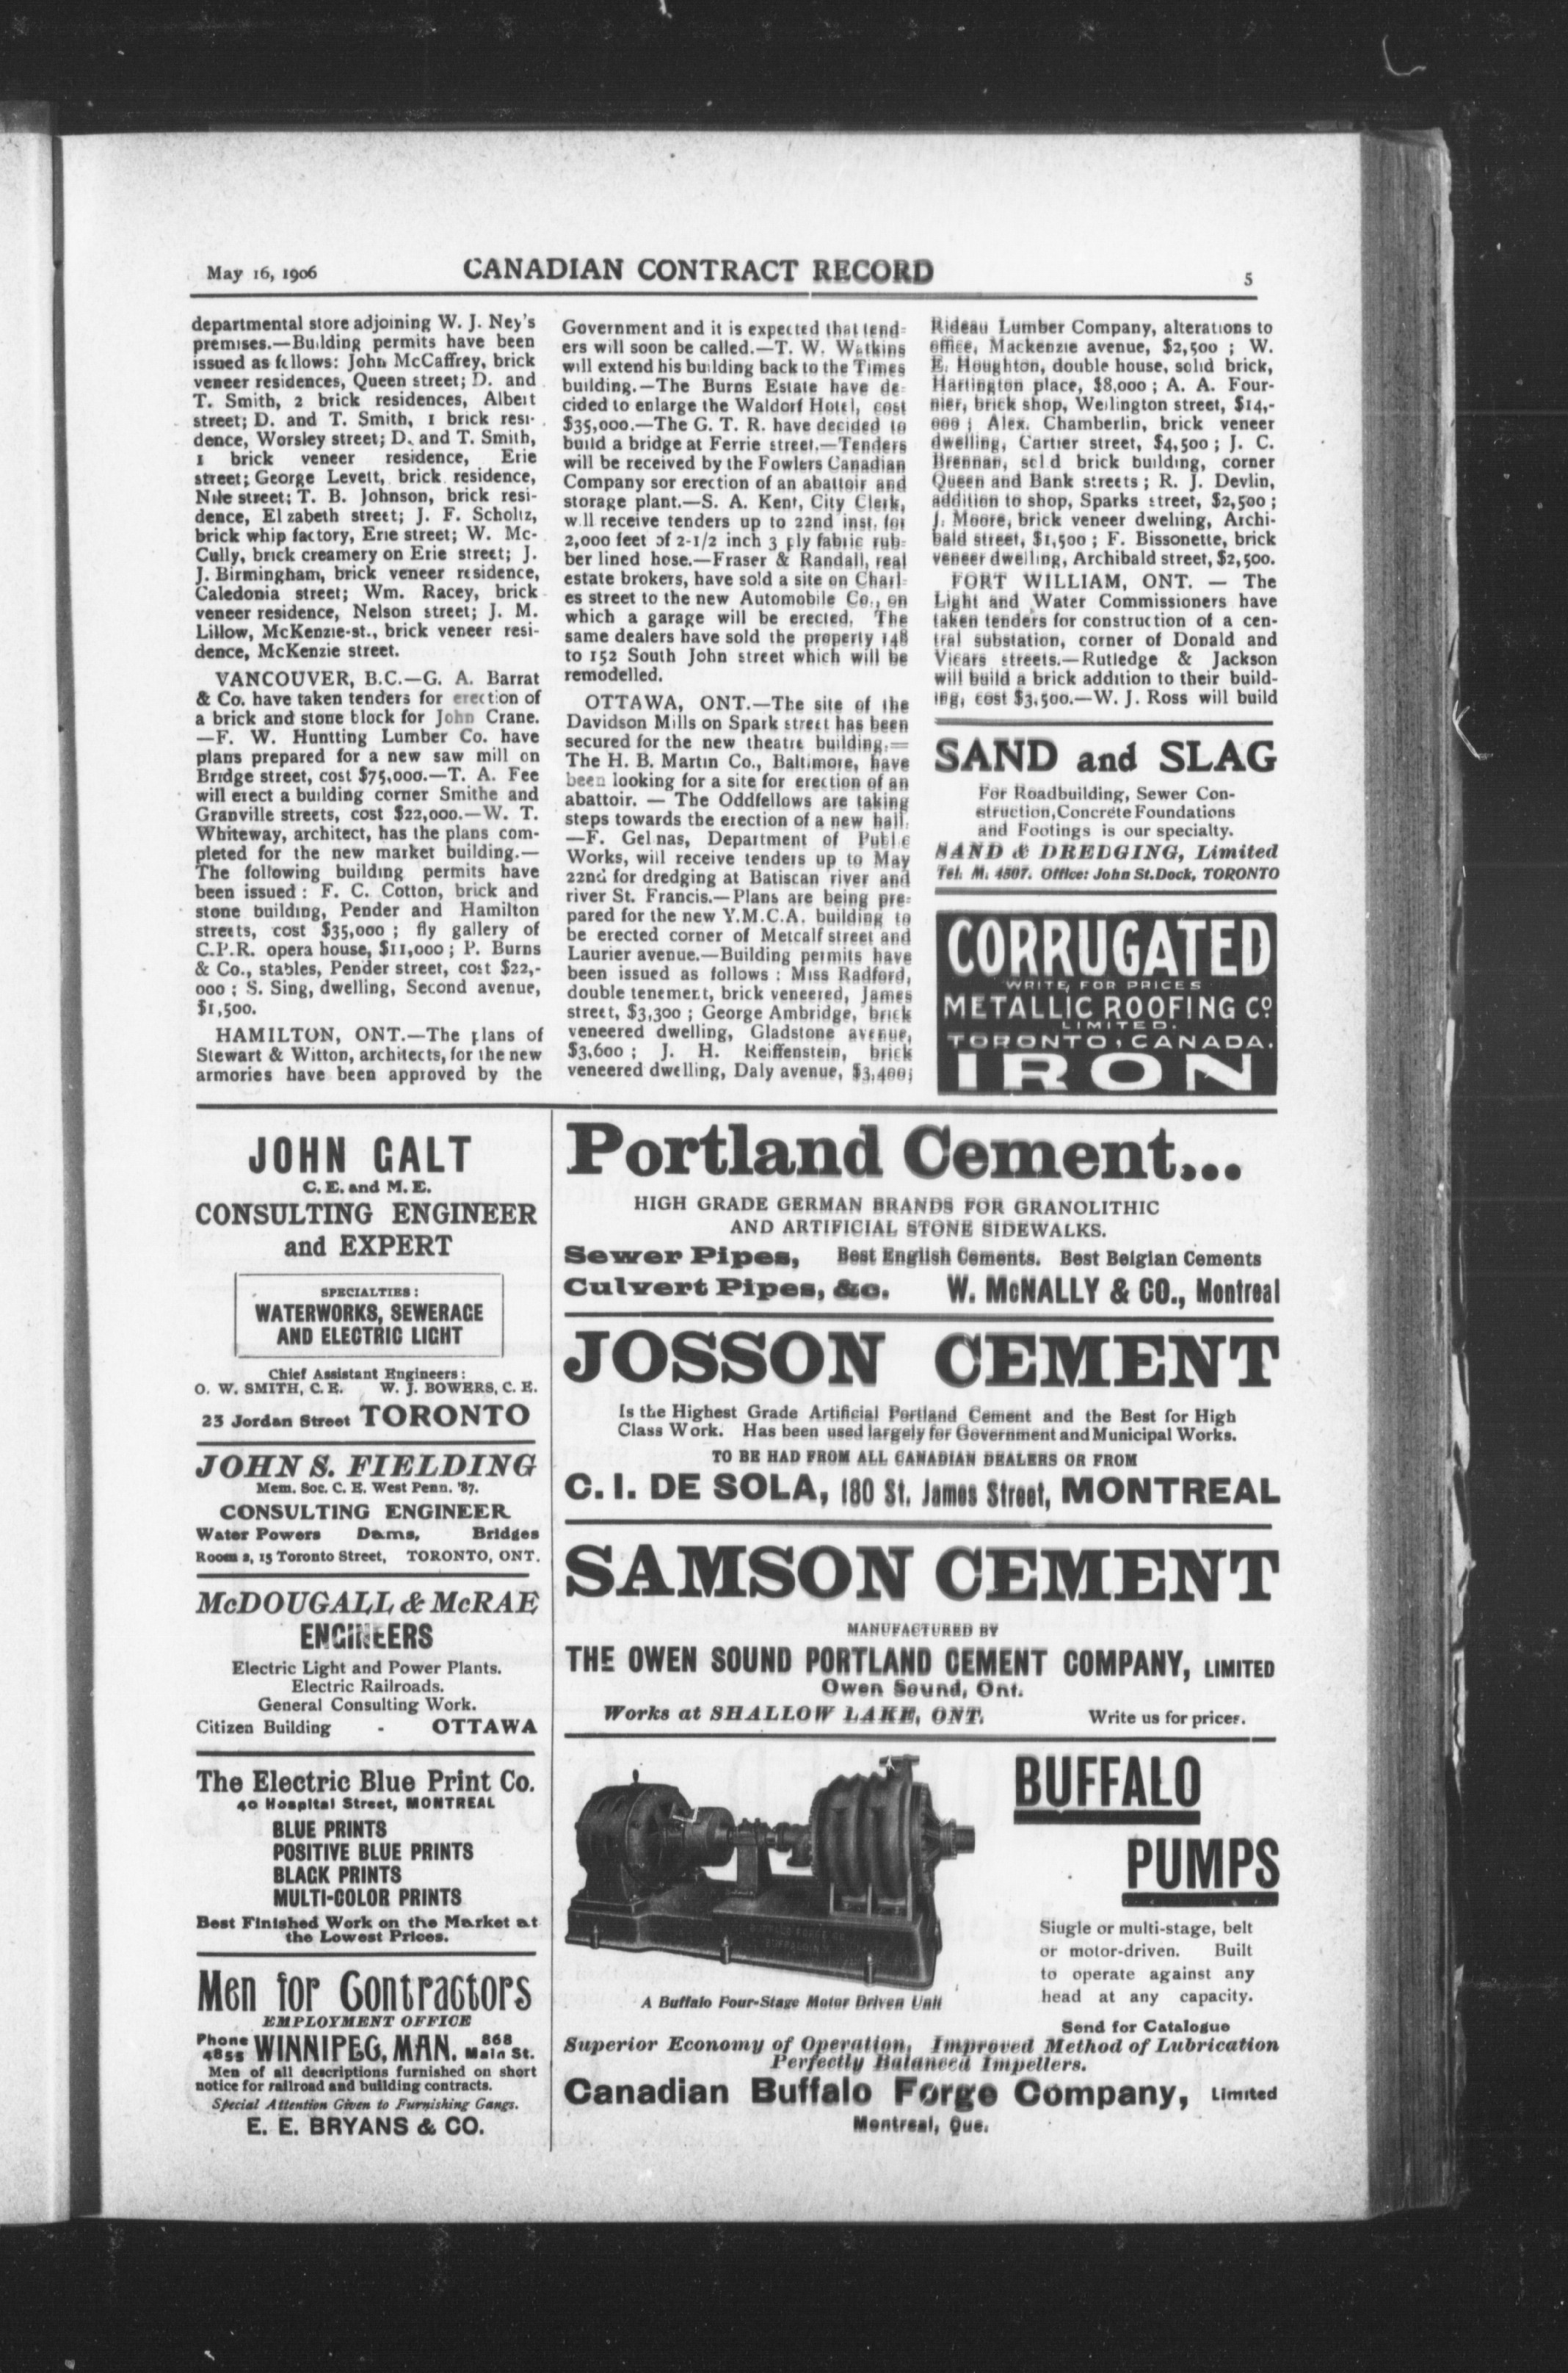 May 16, 1906
CANADIAN CONTRACT RECORD
5
departmental store adjoining W. J. Ney's
premises.—Building permits have been
issued as fcllows: John McCaffrey, brick
veneer residences, Queen street; D. and
T. Smith, 2 brick residences, Albert
street; D. and T. Smith, 1 brick resi-
dence, Worsley street; D. and T. Smith,
1 brick veneer residence, Erie
street; George Levett, brick residence,
Nile street; T. B. Johnson, brick resi-
dence, El zabeth street; J. F. Scholtz,
brick whip factory, Erie street; W. Mc-
Cully, brick creamery on Erie street; J.
J. Birmingham, brick veneer residence,
Caledonia street; Wm. Racey, brick
veneer residence, Nelson street; J. M.
Lillow, McKenzie-st., brick veneer resi-
dence, McKenzie street.
VANCOUVER, B.C.—G. A. Barrat
& Co. have taken tenders for erection of
a brick and stone block for John Crane.
—F. W. Huntting Lumber Co. have
plans prepared for a new saw mill on
Bridge street, cost $75,000.—T. A. Fee
will erect a building corner Smithe and
Granville streets, cost $22,000.—W. T.
Whiteway, architect, has the plans com-
pleted for the new market building.—
The following building permits have
been issued : F. C. Cotton, brick and
stone building, Pender and Hamilton
streets, cost $35,000 ; fly gallery of
C.P.R. opera house, $11,000 ; P. Burns
& Co., stables, Pender street, cost $22,-
000 ; S. Sing, dwelling, Second avenue,
$1,500.
HAMILTON, ONT.—The plans of
Stewart & Witton, architects, for the new
armories have been approved by the
Government and it is expected that tend-
ers will soon be called.—T. W. Watkins
will extend his building back to the Times
building.—The Burns Estate have de-
cided to enlarge the Waldorf Hotel, cost
$35,000.—The G. T. R. have decided to
build a bridge at Ferrie street.—Tenders
will be received by the Fowlers Canadian
Company sor erection of an abattoir and
storage plant.—S. A. Kent, City Clerk,
w ll receive tenders up to 22nd inst. for
2,000 feet of 2-1/2 inch 3 ply fabric rub-
ber lined hose.—Fraser & Randall, real
estate brokers, have sold a site on Charl-
es street to the new Automobile Co., on
which a garage will be erected. The
same dealers have sold the property 148
to 152 South John street which will be
remodelled.
OTTAWA, ONT.—The site of the
Davidson Mills on Spark street has been
secured for the new theatre building.—
The H. B. Martin Co., Baltimore, have
been looking for a site for erection of an
abattoir. — The Oddfellows are taking
steps towards the erection of a new hall.
—F. Gel nas, Department of Publ c
Works, will receive tenders up to May
22nd for dredging at Batiscan river and
river St. Francis.—Plans are being pre-
pared for the new Y.M.C.A. building to
be erected corner of Metcalf street and
Laurier avenue.—Building permits have
been issued as follows : Miss Radford,
double tenement, brick veneered, James
street, $3,300 ; George Ambridge, brick
veneered dwelling, Gladstone avenue,
$3,600 ; J. H. Reiffenstein, brick
veneered dwelling, Daly avenue, $3,400;
Rideau Lumber Company, alterations to
office, Mackenzie avenue, $2,500 ; W.
E. Houghton, double house, solid brick,
Hartington place, $8,000 ; A. A. Four-
nier, brick shop, Wellington street, $14,-
000 ; Alex. Chamberlin, brick veneer
dwelling, Cartier street, $4,500 ; J. C.
Brennan, sol d brick building, corner
Queen and Bank streets ; R. J. Devlin,
addition to shop, Sparks street, $2,500 ;
J. Moore, brick veneer dwelling, Archi-
bald street, $1,500 ; F. Bissonette, brick
veneer dwelling, Archibald street, $2,500.
FORT WILLIAM, ONT. — The
Light and Water Commissioners have
taken tenders for construction of a cen-
tral substation, corner of Donald and
Vicars streets.—Rutledge & Jackson
will build a brick addition to their build-
ing, cost $3,500.—W. J. Ross will build
SAND and SLAG
For Roadbuilding, Sewer Con-
struction, Concrete Foundations
and Footings is our specialty.
SAND & DREDGING, Limited
Tel. M. 4807. Office: John St. Dock, TORONTO
CORRUGATED
WRITE FOR PRICES
METALLIC ROOFING CO
LIMITED.
TORONTO, CANADA.
IRON
JOHN GALT
C. E. and M. E.
CONSULTING ENGINEER
and EXPERT
SPECIALTIES :
WATERWORKS, SEWERAGE
AND ELECTRIC LIGHT
Chief Assistant Engineers :
O. W. SMITH, C. E. W. J. BOWERS, C. E.
23 Jordan Street TORONTO
JOHN S. FIELDING
Mem. Soc. C. E. West Penn. '87.
CONSULTING ENGINEER
Water Powers Dams, Bridges
Room 2, 15 Toronto Street, TORONTO, ONT.
McDOUGALL & McRAE
ENGINEERS
Electric Light and Power Plants.
Electric Railroads.
General Consulting Work.
Citizen Building - OTTAWA
The Electric Blue Print Co.
40 Hospital Street, MONTREAL
BLUE PRINTS
POSITIVE BLUE PRINTS
BLACK PRINTS
MULTI-COLOR PRINTS
Best Finished Work on the Market at
the Lowest Prices.
Men for Contractors
EMPLOYMENT OFFICE
Phone 4855 WINNIPEG, MAN. 868 Main St.
Men of all descriptions furnished on short
notice for railroad and building contracts.
Special Attention Given to Furnishing Gangs.
E. E. BRYANS & CO.
Portland Cement...
HIGH GRADE GERMAN BRANDS FOR GRANOLITHIC
AND ARTIFICIAL STONE SIDEWALKS.
Sewer Pipes, Best English Cements. Best Belgian Cements
Culvert Pipes, &c. W. McNALLY & CO., Montreal
JOSSON CEMENT
Is the Highest Grade Artificial Portland Cement and the Best for High
Class Work. Has been used largely for Government and Municipal Works.
TO BE HAD FROM ALL CANADIAN DEALERS OR FROM
C. I. DE SOLA, 180 St. James Street, MONTREAL
SAMSON CEMENT
MANUFACTURED BY
THE OWEN SOUND PORTLAND CEMENT COMPANY, LIMITED
Owen Sound, Ont.
Works at SHALLOW LAKE, ONT. Write us for prices.
BUFFALO
PUMPS
Siugle or multi-stage, belt
or motor-driven. Built
to operate against any
head at any capacity.
Send for Catalogue
A Buffalo Four-Stage Motor Driven Unit
Superior Economy of Operation, Improved Method of Lubrication
Perfectly Balanced Impellers.
Canadian Buffalo Forge Company, Limited
Montreal, Que.